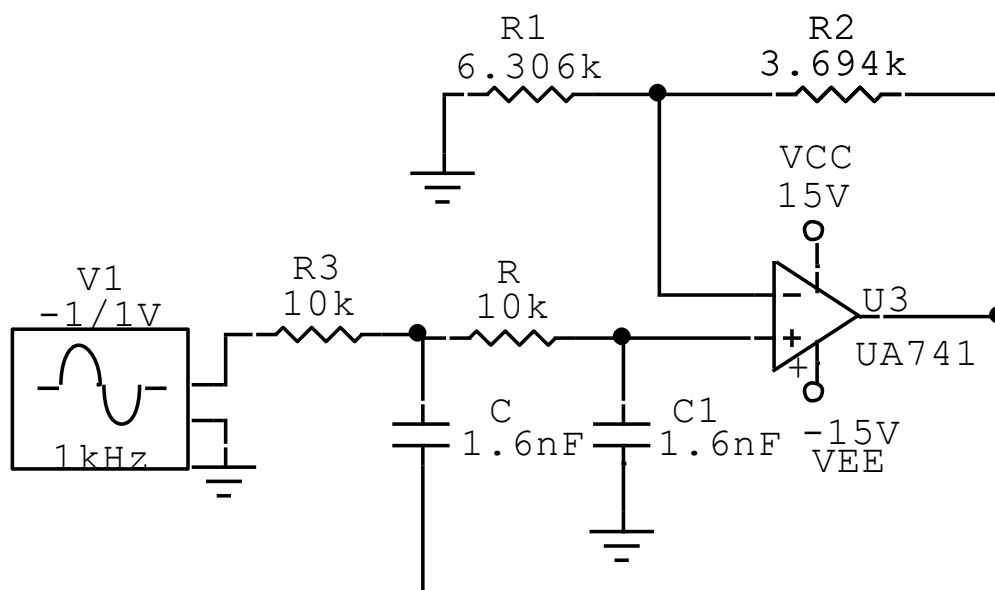 R1
6.306k
R2
3.694k
VCC
15V
V1
-1/1V
1kHz
R3
10k
R
10k
U3
UA741
C
1.6nF
C1
1.6nF
-15V
VEE